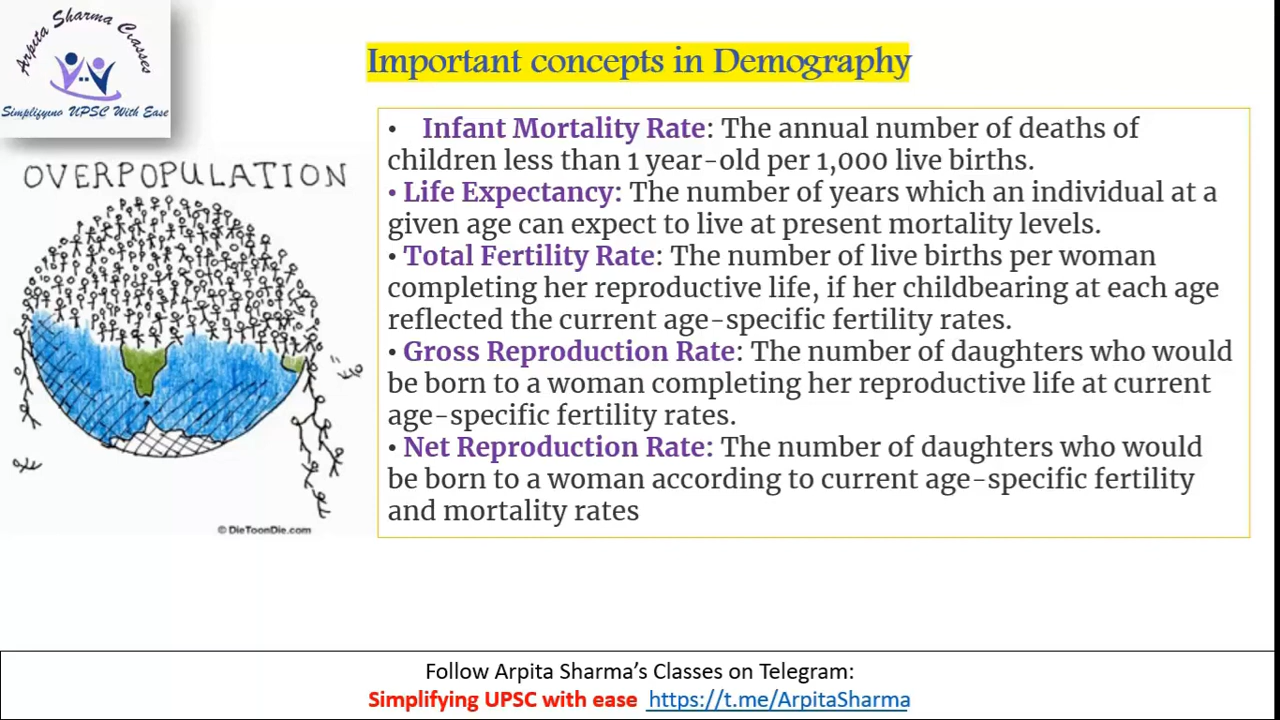 Arpita Sharma Classes
Simplifyino UPSC With Ease
Important concepts in Demography
OVERPOPULATION
© DieToonDie.com
• Infant Mortality Rate: The annual number of deaths of
children less than 1 year-old per 1,000 live births.
• Life Expectancy: The number of years which an individual at a
given age can expect to live at present mortality levels.
• Total Fertility Rate: The number of live births per woman
completing her reproductive life, if her childbearing at each age
reflected the current age-specific fertility rates.
• Gross Reproduction Rate: The number of daughters who would
be born to a woman completing her reproductive life at current
age-specific fertility rates.
• Net Reproduction Rate: The number of daughters who would
be born to a woman according to current age-specific fertility
and mortality rates
Follow Arpita Sharma's Classes on Telegram:
Simplifying UPSC with ease https://t.me/ArpitaSharma